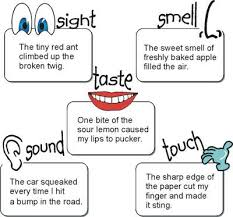 sight
The tiny red ant
climbed up the
broken twig.
smell
The sweet smell of
freshly baked apple
filled the air.
taste
One bite of the
sour lemon caused
my lips to pucker.
sound
The car squeaked
every time I hit
a bump in the road.
touch
The sharp edge of
the paper cut my
finger and made
it sting.